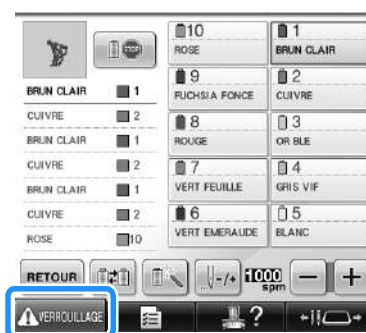 STOP
10
ROSE
1
BRUN CLAIR
9
FUCHSIA FONCE
2
CUIVRE
8
ROUGE
3
OR BLE
7
VERT FEUILLE
4
GRIS VIF
6
VERT EMERAUDE
5
BLANC
BRUN CLAIR 1
CUIVRE 2
BRUN CLAIR 1
CUIVRE 2
BRUN CLAIR 1
CUIVRE 2
ROSE 10
RETOUR
-/+
1000 spm
- +
VERROUILLAGE
?